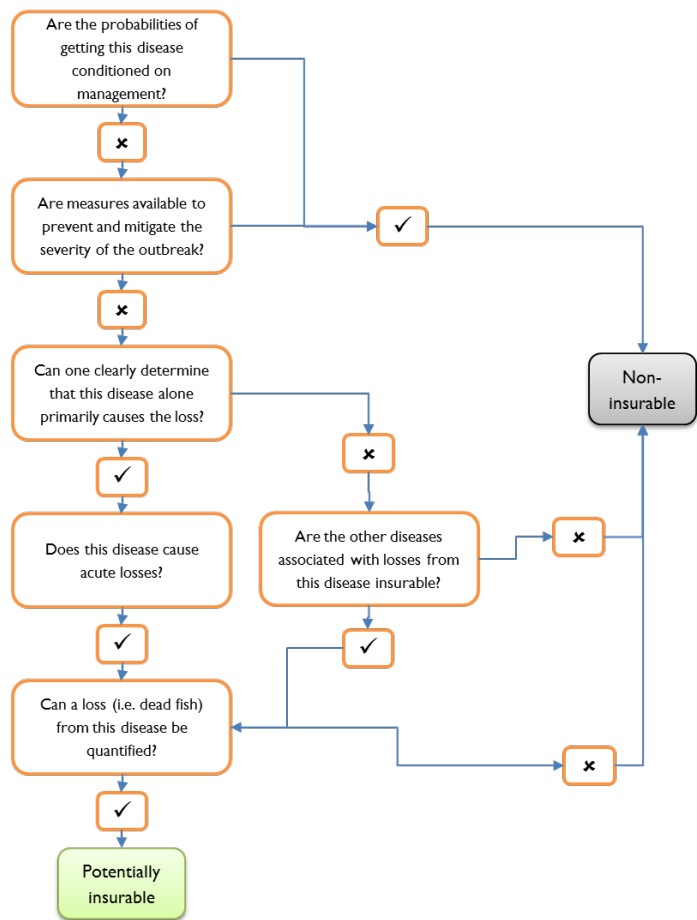 Are the probabilities of
getting this disease
conditioned on
management?
✗
Are measures available to
prevent and mitigate the
severity of the outbreak?
✓
✗
Can one clearly determine
that this disease alone
primarily causes the loss?
Non-
insurable
✗
✓
Does this disease cause
acute losses?
Are the other diseases
associated with losses from
this disease insurable?
✗
✓
✓
Can a loss (i.e. dead fish)
from this disease be
quantified?
✗
✓
Potentially
insurable